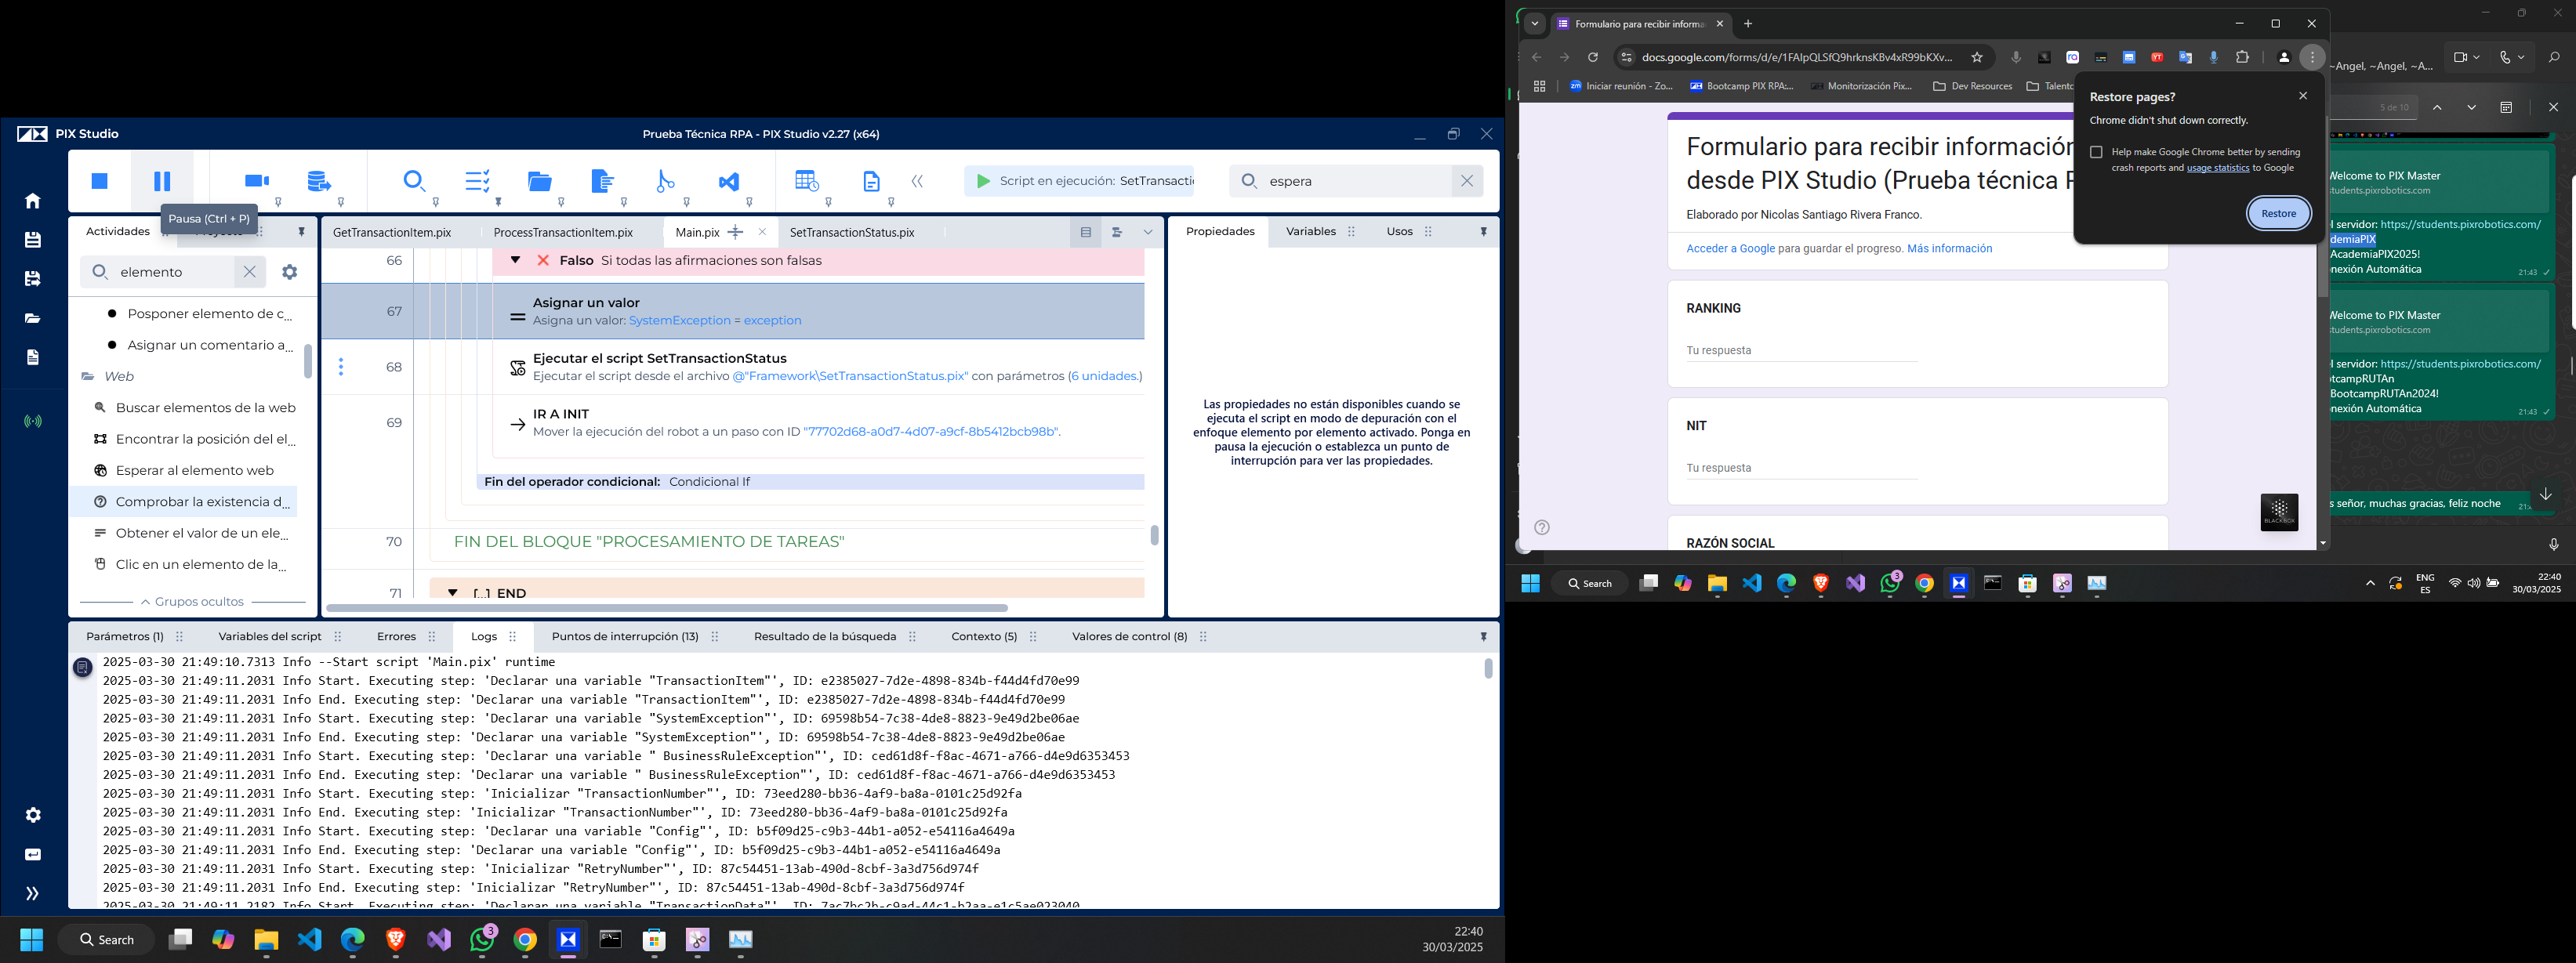 PIX Studio
Prueba Técnica RPA - PIX Studio v2.27 (x64)
Script en ejecución: SetTransacti
espera
Pausa (Ctrl + P)
Actividades
elemento
Posponer elemento de c...
Asignar un comentario a...
Web
Buscar elementos de la web
Encontrar la posición del el...
Esperar al elemento web
Comprobar la existencia d...
Obtener el valor de un ele...
Clic en un elemento de la...
Grupos ocultos
GetTransactionItem.pix
ProcessTransactionItem.pix
Main.pix
SetTransactionStatus.pix
66
Falso Si todas las afirmaciones son falsas
67
Asignar un valor
Asigna un valor: SystemException = exception
68
Ejecutar el script SetTransactionStatus
Ejecutar el script desde el archivo @"Framework\SetTransactionStatus.pix" con parámetros (6 unidades.)
69
IR A INIT
Mover la ejecución del robot a un paso con ID "77702d68-a0d7-4d07-a9cf-8b5412bcb98b".
Fin del operador condicional: Condicional If
70
FIN DEL BLOQUE "PROCESAMIENTO DE TAREAS"
71
[...] END
Propiedades
Variables
Usos
Las propiedades no están disponibles cuando se
ejecuta el script en modo de depuración con el
enfoque elemento por elemento activado. Ponga en
pausa la ejecución o establezca un punto de
interrupción para ver las propiedades.
Parámetros (1)
Variables del script
Errores
Logs
Puntos de interrupción (13)
Resultado de la búsqueda
Contexto (5)
Valores de control (8)
2025-03-30 21:49:10.7313 Info --Start script 'Main.pix' runtime
2025-03-30 21:49:11.2031 Info Start. Executing step: 'Declarar una variable "TransactionItem"', ID: e2385027-7d2e-4898-834b-f44d4fd70e99
2025-03-30 21:49:11.2031 Info End. Executing step: 'Declarar una variable "TransactionItem"', ID: e2385027-7d2e-4898-834b-f44d4fd70e99
2025-03-30 21:49:11.2031 Info Start. Executing step: 'Declarar una variable "SystemException"', ID: 69598b54-7c38-4de8-8823-9e49d2be06ae
2025-03-30 21:49:11.2031 Info End. Executing step: 'Declarar una variable "SystemException"', ID: 69598b54-7c38-4de8-8823-9e49d2be06ae
2025-03-30 21:49:11.2031 Info Start. Executing step: 'Declarar una variable " BusinessRuleException"', ID: ced61d8f-f8ac-4671-a766-d4e9d6353453
2025-03-30 21:49:11.2031 Info End. Executing step: 'Declarar una variable " BusinessRuleException"', ID: ced61d8f-f8ac-4671-a766-d4e9d6353453
2025-03-30 21:49:11.2031 Info Start. Executing step: 'Inicializar "TransactionNumber"', ID: 73eed280-bb36-4af9-ba8a-0101c25d92fa
2025-03-30 21:49:11.2031 Info End. Executing step: 'Inicializar "TransactionNumber"', ID: 73eed280-bb36-4af9-ba8a-0101c25d92fa
2025-03-30 21:49:11.2031 Info Start. Executing step: 'Declarar una variable "Config"', ID: b5f09d25-c9b3-44b1-a052-e54116a4649a
2025-03-30 21:49:11.2031 Info End. Executing step: 'Declarar una variable "Config"', ID: b5f09d25-c9b3-44b1-a052-e54116a4649a
2025-03-30 21:49:11.2031 Info Start. Executing step: 'Inicializar "RetryNumber"', ID: 87c54451-13ab-490d-8cbf-3a3d756d974f
2025-03-30 21:49:11.2031 Info End. Executing step: 'Inicializar "RetryNumber"', ID: 87c54451-13ab-490d-8cbf-3a3d756d974f
2025-03-30 21:49:11.2182 Info Start. Executing step: 'Declarar una variable "TransactionData"', ID: 7ac7bc2b-c9ad-44c1-b2aa-e1c5ae023040
Search
3
22:40
30/03/2025
Formulario para recibir informa
docs.google.com/forms/d/e/1FAIpQLSfQ9hrknsKBv4xR99bKXv...
Iniciar reunión - Zo...
Bootcamp PIX RPA:...
Monitorización Pix...
Dev Resources
Talento
Formulario para recibir información
desde PIX Studio (Prueba técnica R
Elaborado por Nicolas Santiago Rivera Franco.
Acceder a Google para guardar el progreso. Más información
RANKING
Tu respuesta
NIT
Tu respuesta
RAZÓN SOCIAL
BLACKBOX
Restore pages?
Chrome didn't shut down correctly.
Help make Google Chrome better by sending
crash reports and usage statistics to Google
Restore
~Angel, ~Angel, ~A...
5 de 10
Welcome to PIX Master
students.pixrobotics.com
el servidor: https://students.pixrobotics.com/
demiaPIX
AcademiaPIX2025!
nexión Automática
21:43
Welcome to PIX Master
students.pixrobotics.com
el servidor: https://students.pixrobotics.com/
otcampRUTAn
BootcampRUTAn2024!
nexión Automática
21:43
s señor, muchas gracias, feliz noche
Search
3
ENG
ES
22:40
30/03/2025